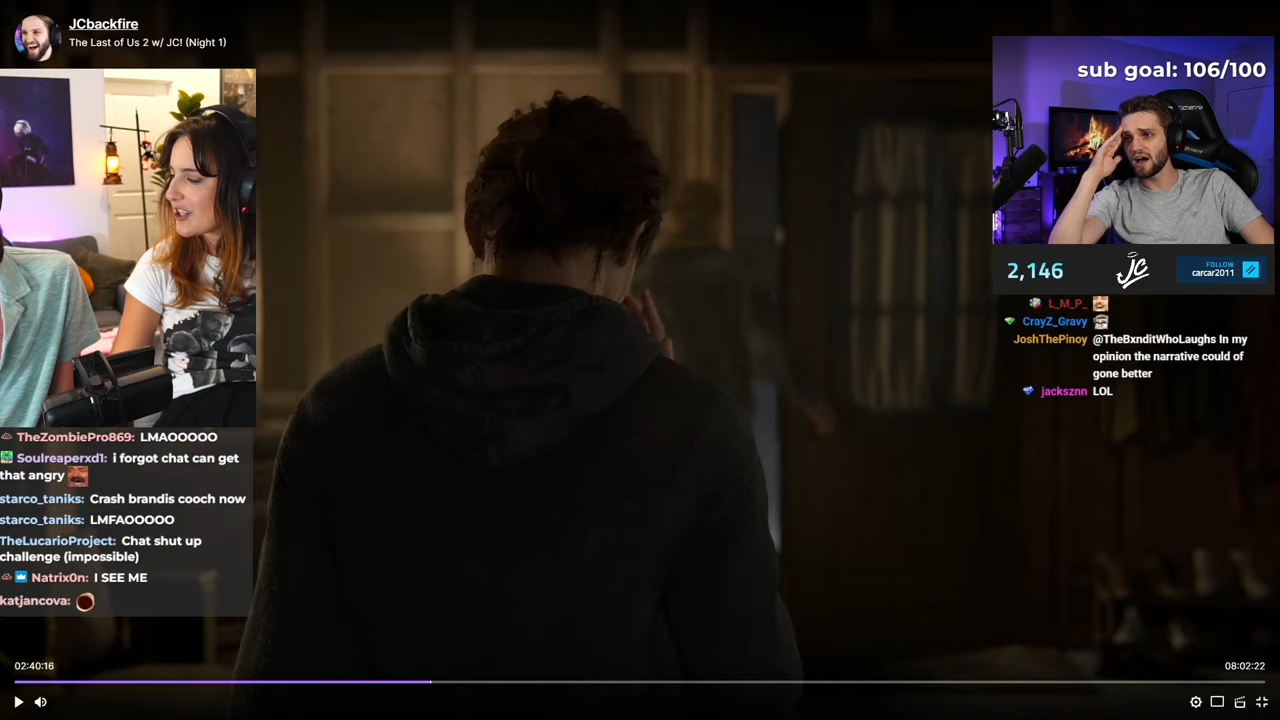 JCbackfire
The Last of Us 2 w/ JC! (Night 1)
sub goal: 106/100
2,146
JC
FOLLOW
carcar2011
L_M_P_
CrayZ_Gravy
JoshThePinoy @TheBxnditWhoLaughs In my
opinion the narrative could of
gone better
jacksznn LOL
TheZombiePro869: LMAOOOOO
Soulreaperxd1: i forgot chat can get
that angry
starco_taniks: Crash brandis cooch now
starco_taniks: LMFAOOOOO
TheLucarioProject: Chat shut up
challenge (impossible)
Natrix0n: I SEE ME
katjancova:
02:40:16
08:02:22